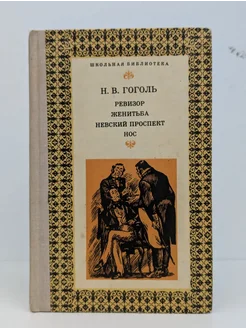 ШКОЛЬНАЯ БИБЛИОТЕКА
Н. В. ГОГОЛЬ
РЕВИЗОР
ЖЕНИТЬБА
НЕВСКИЙ ПРОСПЕКТ
НОС